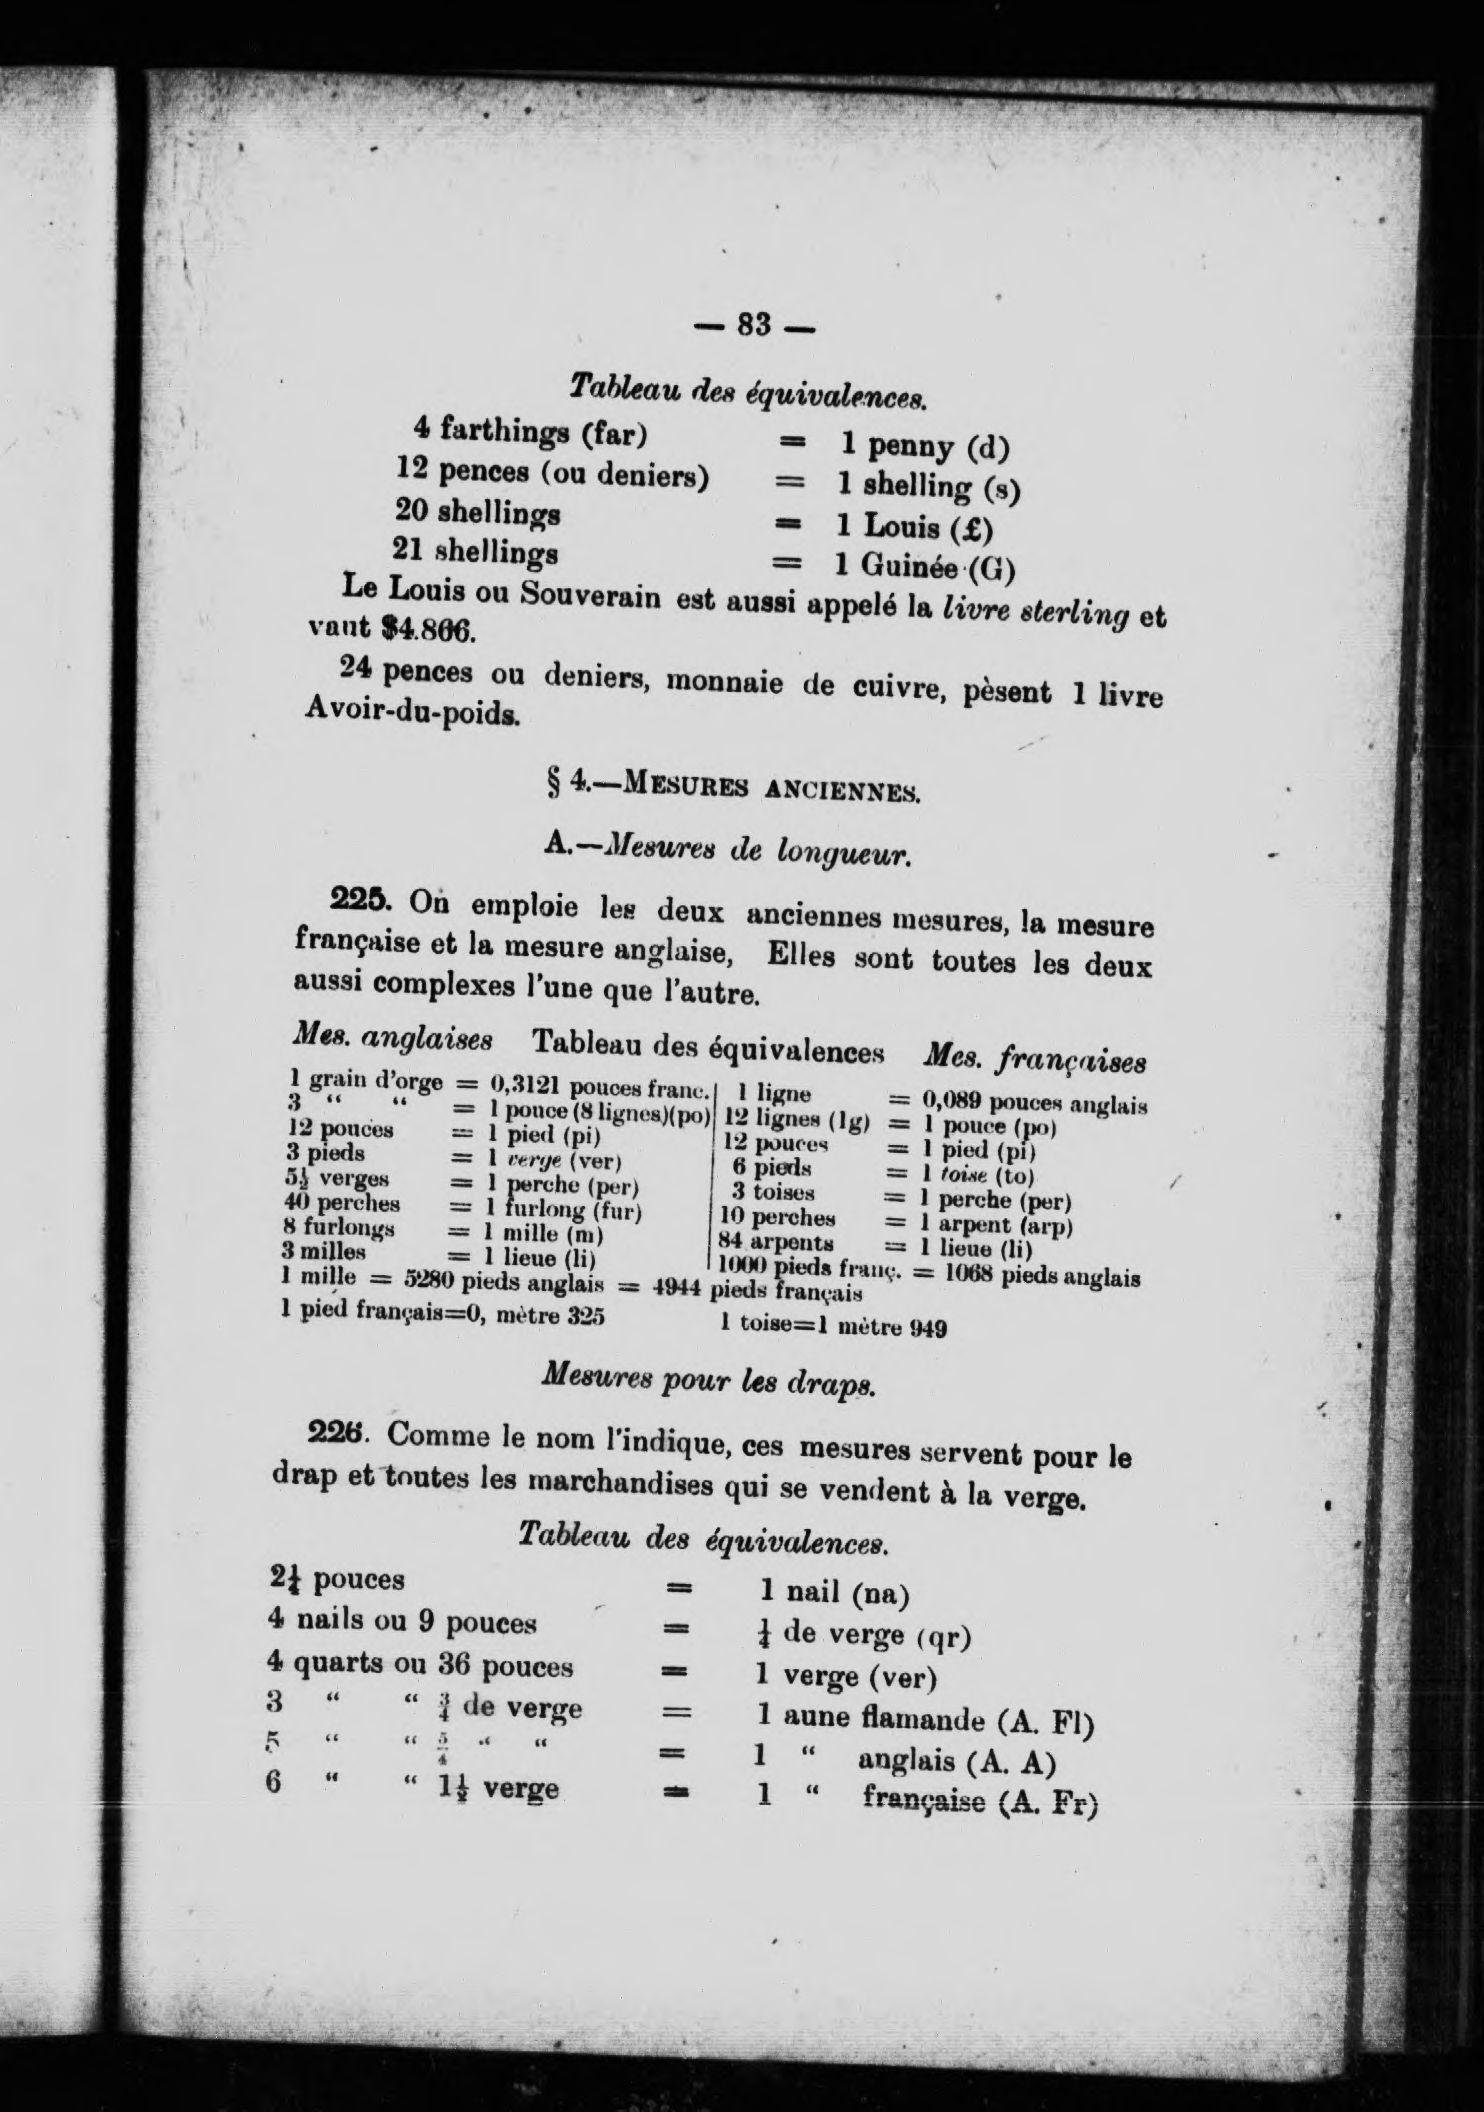 — 83 —
Tableau des équivalences.
4 farthings (far) = 1 penny (d)
12 pences (ou deniers) = 1 shelling (s)
20 shellings = 1 Louis (£)
21 shellings = 1 Guinée (G)
Le Louis ou Souverain est aussi appelé la livre sterling et
vaut $4.866.
24 pences ou deniers, monnaie de cuivre, pèsent 1 livre
Avoir-du-poids.
§ 4.—MESURES ANCIENNES.
A.—Mesures de longueur.
225. On emploie les deux anciennes mesures, la mesure
française et la mesure anglaise, Elles sont toutes les deux
aussi complexes l'une que l'autre.
Mes. anglaises Tableau des équivalences Mes. françaises
1 grain d'orge = 0,3121 pouces franc. | 1 ligne = 0,089 pouces anglais
3 “ “ = 1 pouce (8 lignes)(po) | 12 lignes (lg) = 1 pouce (po)
12 pouces = 1 pied (pi) | 12 pouces = 1 pied (pi)
3 pieds = 1 verge (ver) | 6 pieds = 1 toise (to)
5½ verges = 1 perche (per) | 3 toises = 1 perche (per)
40 perches = 1 furlong (fur) | 10 perches = 1 arpent (arp)
8 furlongs = 1 mille (m) | 84 arpents = 1 lieue (li)
3 milles = 1 lieue (li) | 1000 pieds franç. = 1068 pieds anglais
1 mille = 5280 pieds anglais = 4944 pieds français
1 pied français=0, mètre 325 1 toise=1 mètre 949
Mesures pour les draps.
226. Comme le nom l'indique, ces mesures servent pour le
drap et toutes les marchandises qui se vendent à la verge.
Tableau des équivalences.
2¼ pouces = 1 nail (na)
4 nails ou 9 pouces = ¼ de verge (qr)
4 quarts ou 36 pouces = 1 verge (ver)
3 “ “ ¾ de verge = 1 aune flamande (A. Fl)
5 “ “ 5/4 “ “ = 1 “ anglais (A. A)
6 “ “ 1½ verge = 1 “ française (A. Fr)